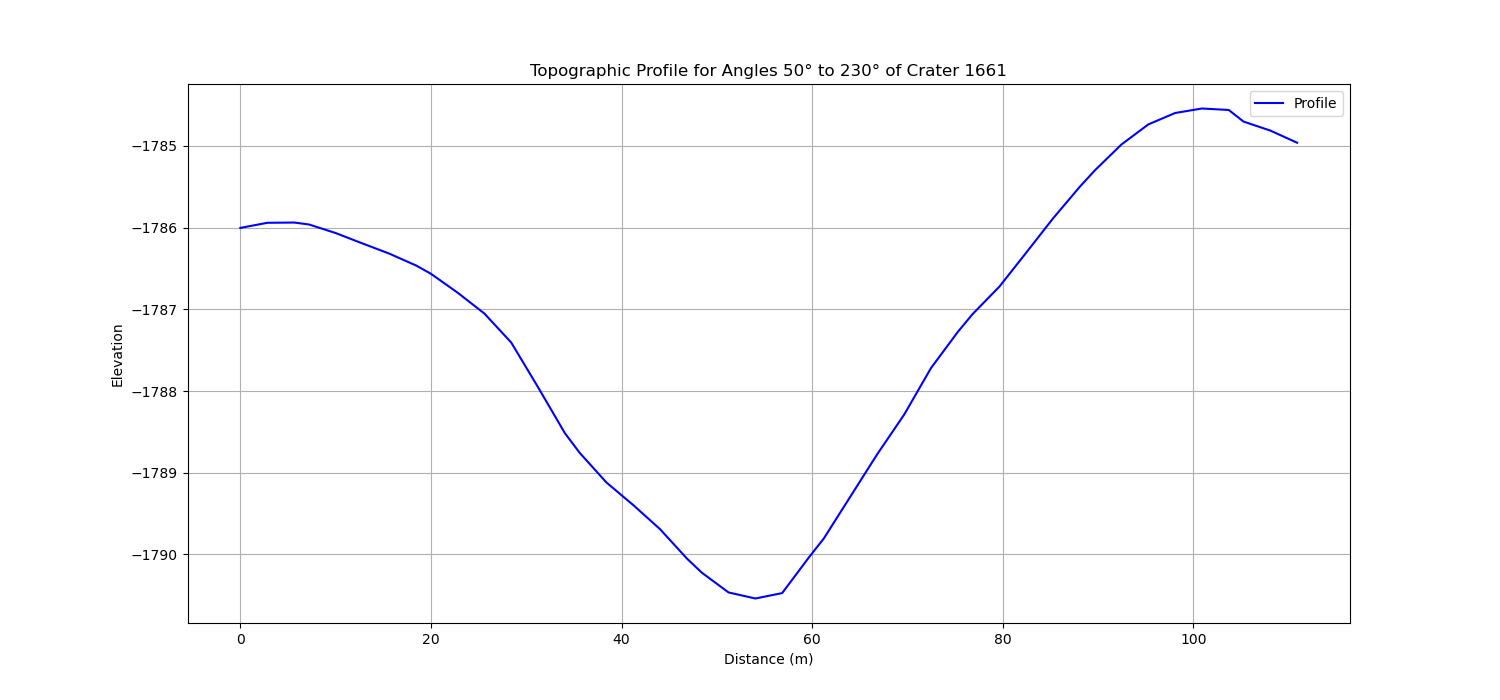 Topographic Profile for Angles 50° to 230° of Crater 1661
Profile
−1785
−1786
−1787
−1788
−1789
−1790
Elevation
0 20 40 60 80 100
Distance (m)